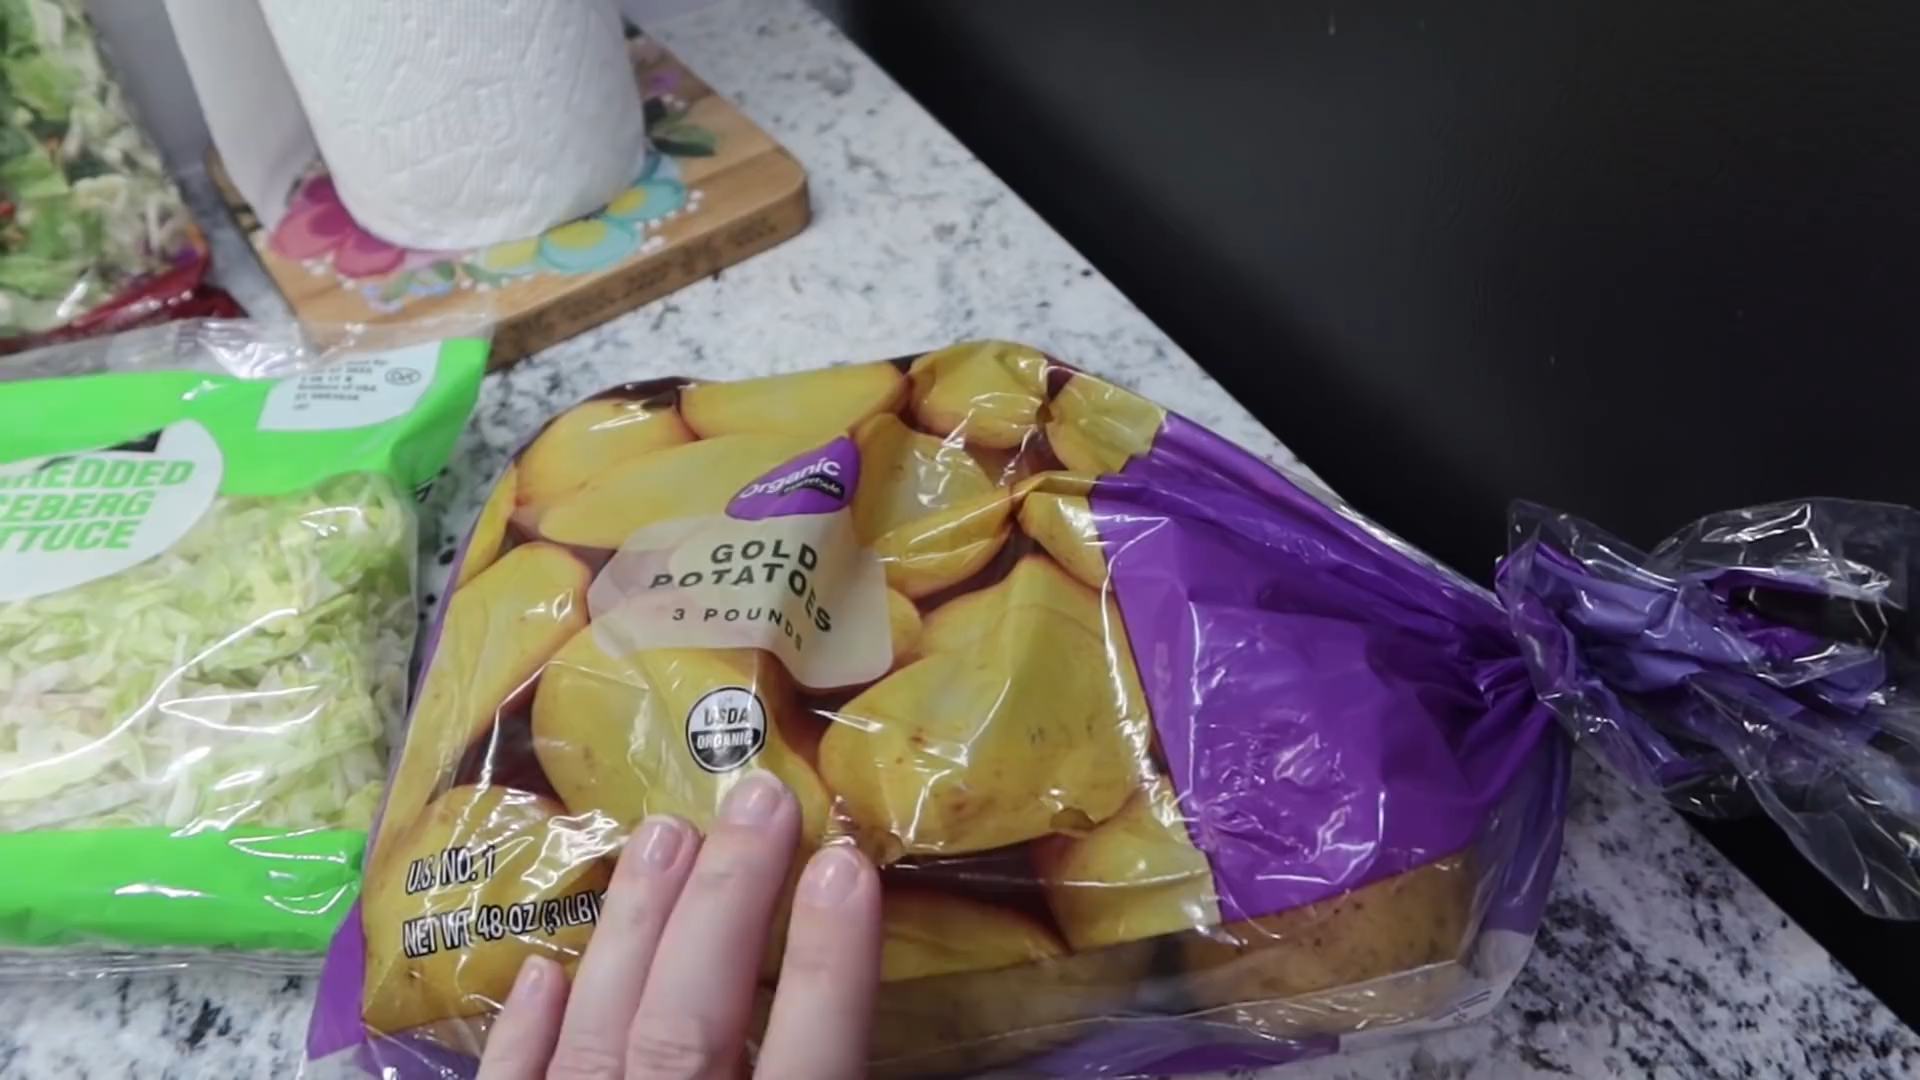 HREDDED
CEBERG
TTUCE
Organic
GOLD
POTATOES
3 POUNDS
USDA
ORGANIC
U.S. NO. 1
NET WT 48 OZ (3 LB)